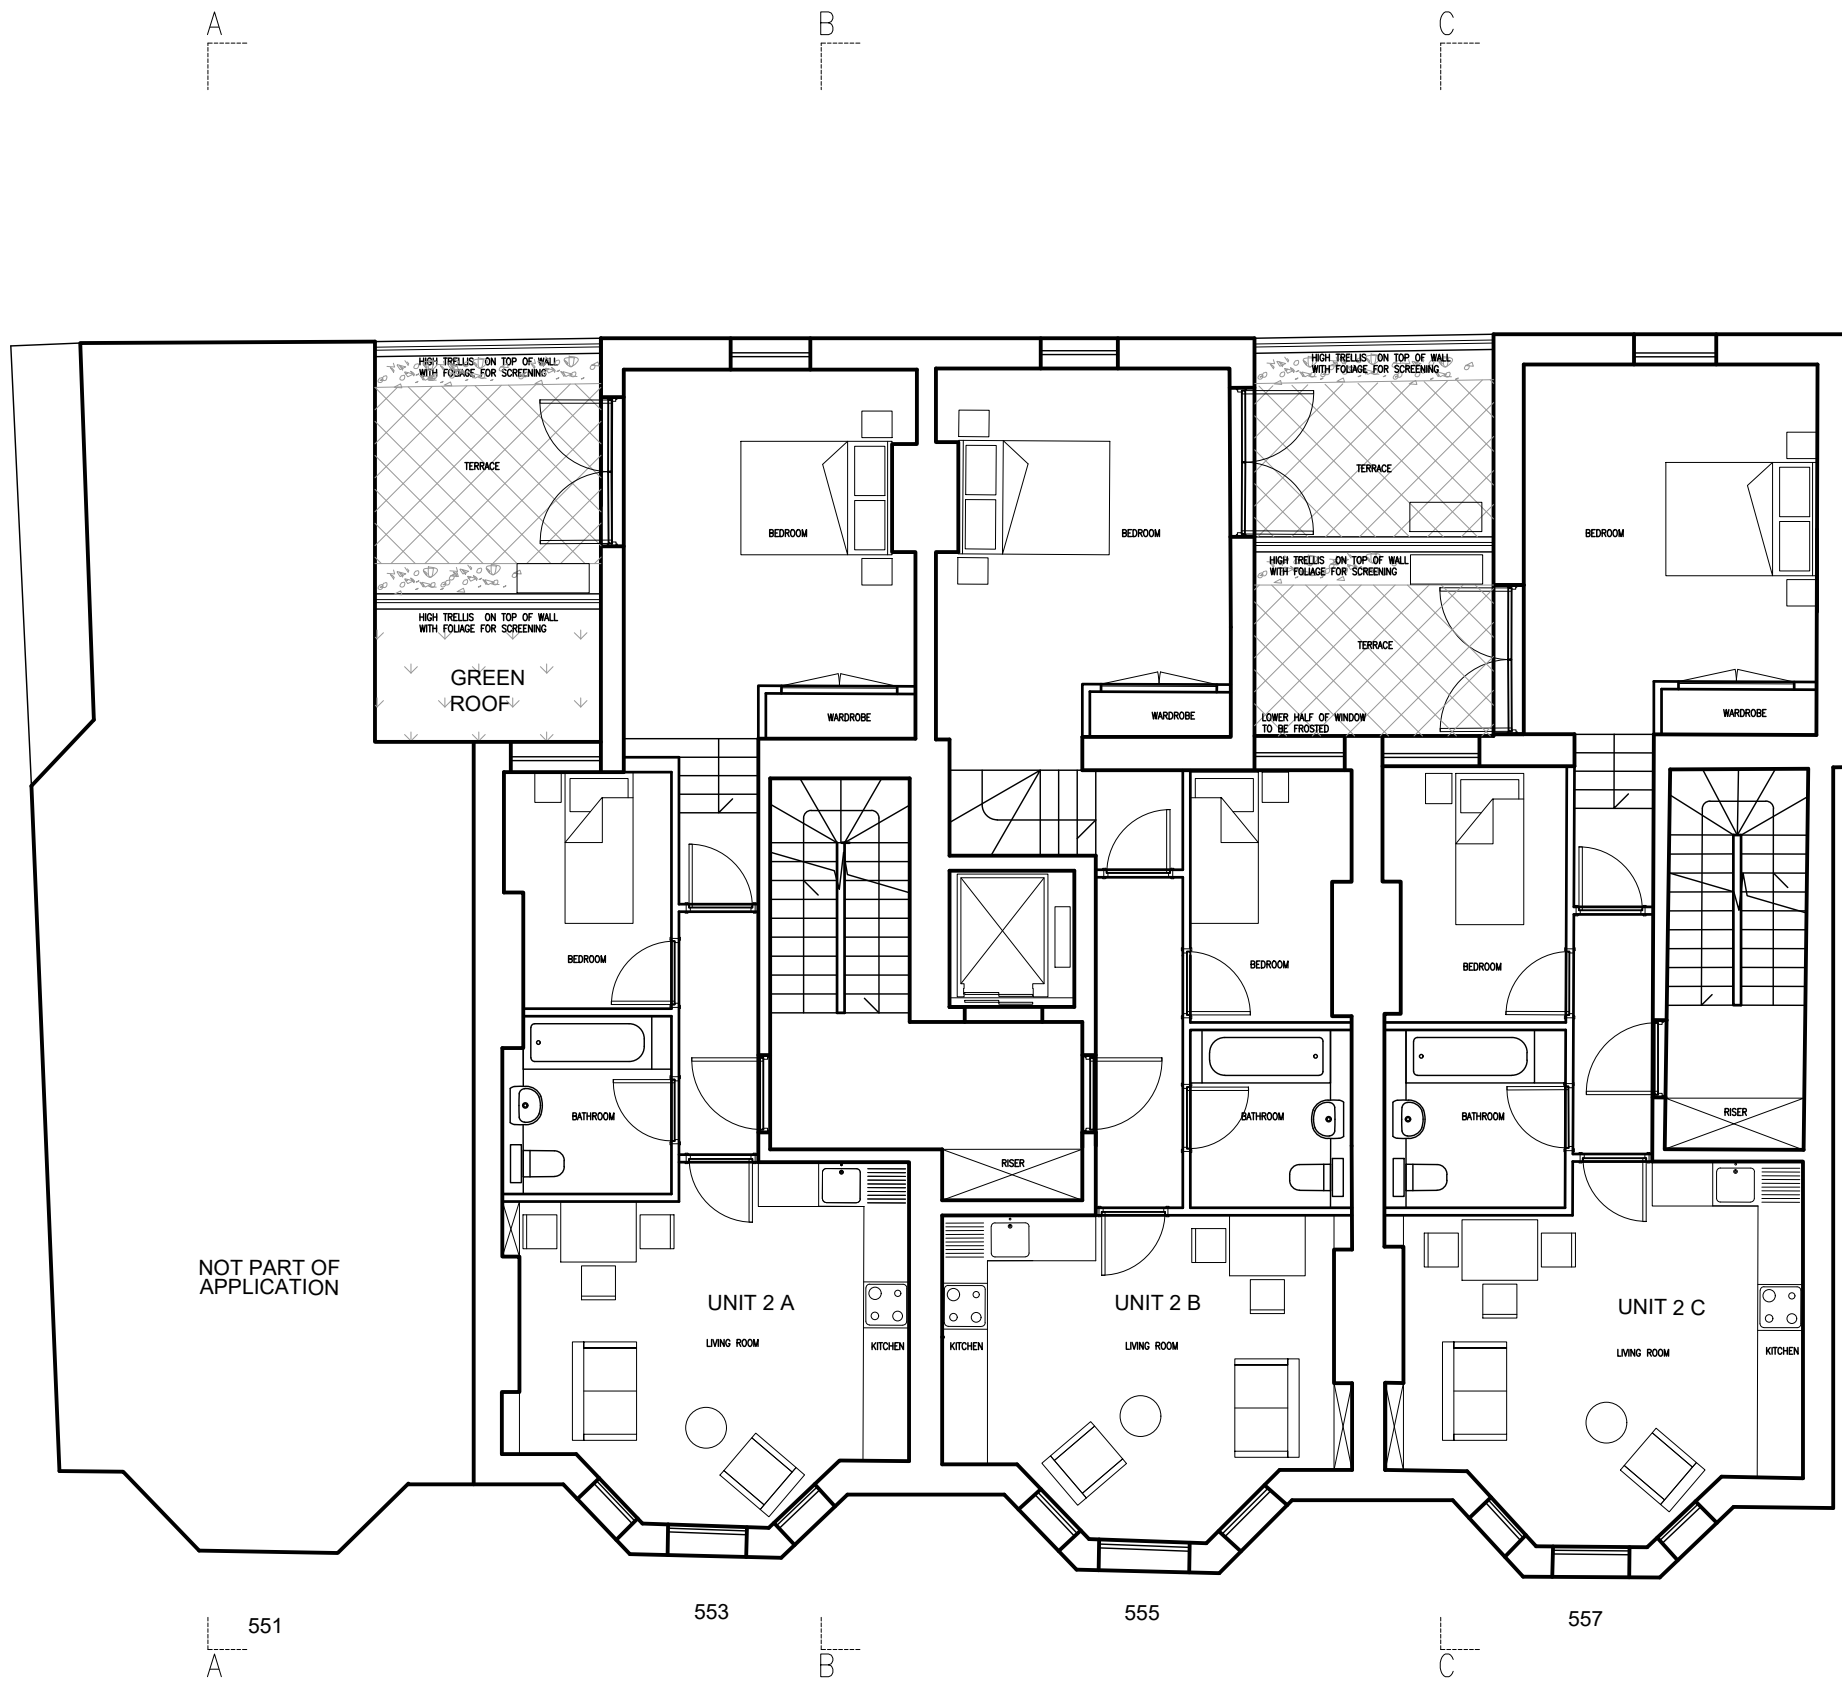 A
B
C
HIGH TRELLIS ON TOP OF WALL
WITH FOLIAGE FOR SCREENING
HIGH TRELLIS ON TOP OF WALL
WITH FOLIAGE FOR SCREENING
TERRACE
TERRACE
BEDROOM
BEDROOM
BEDROOM
HIGH TRELLIS ON TOP OF WALL
WITH FOLIAGE FOR SCREENING
HIGH TRELLIS ON TOP OF WALL
WITH FOLIAGE FOR SCREENING
TERRACE
GREEN
ROOF
WARDROBE
WARDROBE
LOWER HALF OF WINDOW
TO BE FROSTED
WARDROBE
BEDROOM
BEDROOM
BEDROOM
BATHROOM
BATHROOM
BATHROOM
RISER
RISER
NOT PART OF
APPLICATION
UNIT 2 A
UNIT 2 B
UNIT 2 C
LIVING ROOM
KITCHEN
KITCHEN
LIVING ROOM
LIVING ROOM
KITCHEN
551
553
555
557
A
B
C